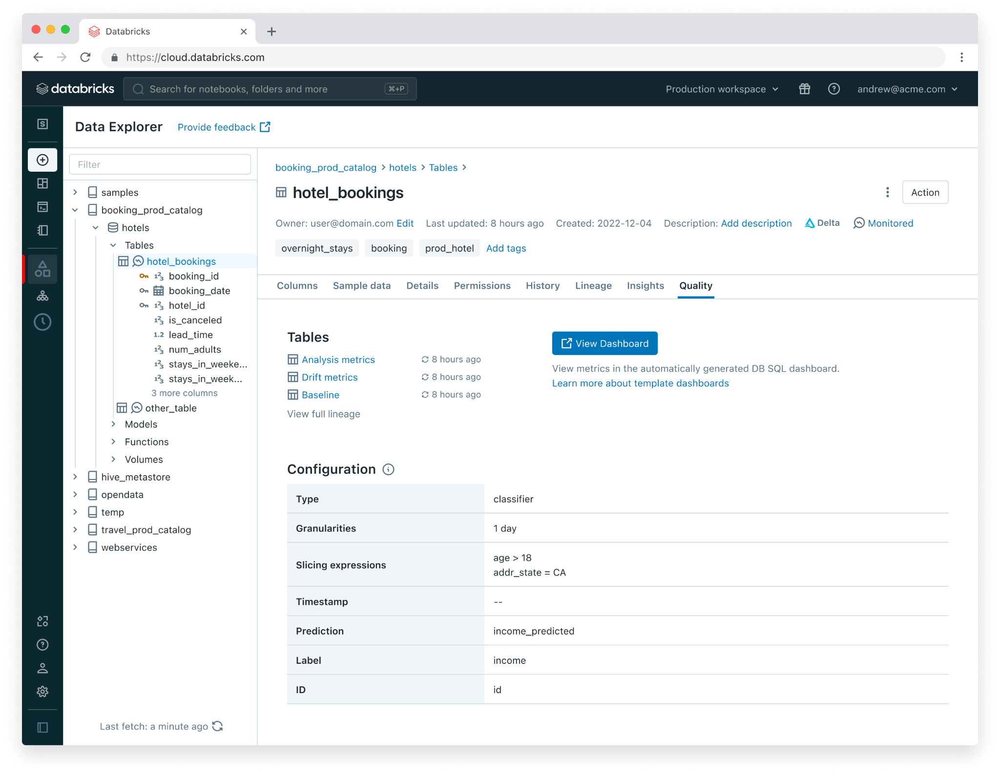 Databricks
https://cloud.databricks.com
databricks
Search for notebooks, folders and more
⌘+P
Production workspace
andrew@acme.com
Data Explorer
Provide feedback
Filter
samples
booking_prod_catalog
hotels
Tables
hotel_bookings
booking_id
booking_date
hotel_id
is_canceled
1.2 lead_time
num_adults
stays_in_weeke...
stays_in_week...
3 more columns
other_table
Models
Functions
Volumes
hive_metastore
opendata
temp
travel_prod_catalog
webservices
Last fetch: a minute ago
booking_prod_catalog > hotels > Tables >
hotel_bookings
Action
Owner: user@domain.com Edit Last updated: 8 hours ago Created: 2022-12-04 Description: Add description Delta Monitored
overnight_stays booking prod_hotel Add tags
Columns Sample data Details Permissions History Lineage Insights Quality
Tables
Analysis metrics 8 hours ago
Drift metrics 8 hours ago
Baseline 8 hours ago
View full lineage
View Dashboard
View metrics in the automatically generated DB SQL dashboard.
Learn more about template dashboards
Configuration
Type classifier
Granularities 1 day
Slicing expressions age > 18
addr_state = CA
Timestamp --
Prediction income_predicted
Label income
ID id